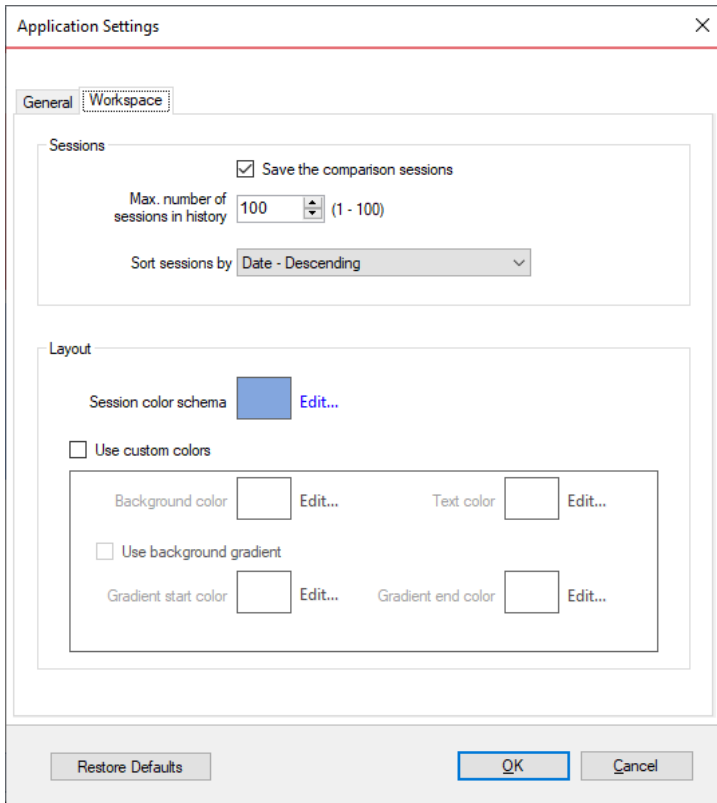 Application Settings
General Workspace
Sessions
Save the comparison sessions
Max. number of
sessions in history 100 (1 - 100)
Sort sessions by Date - Descending
Layout
Session color schema Edit...
Use custom colors
Background color Edit... Text color Edit...
Use background gradient
Gradient start color Edit... Gradient end color Edit...
Restore Defaults OK Cancel